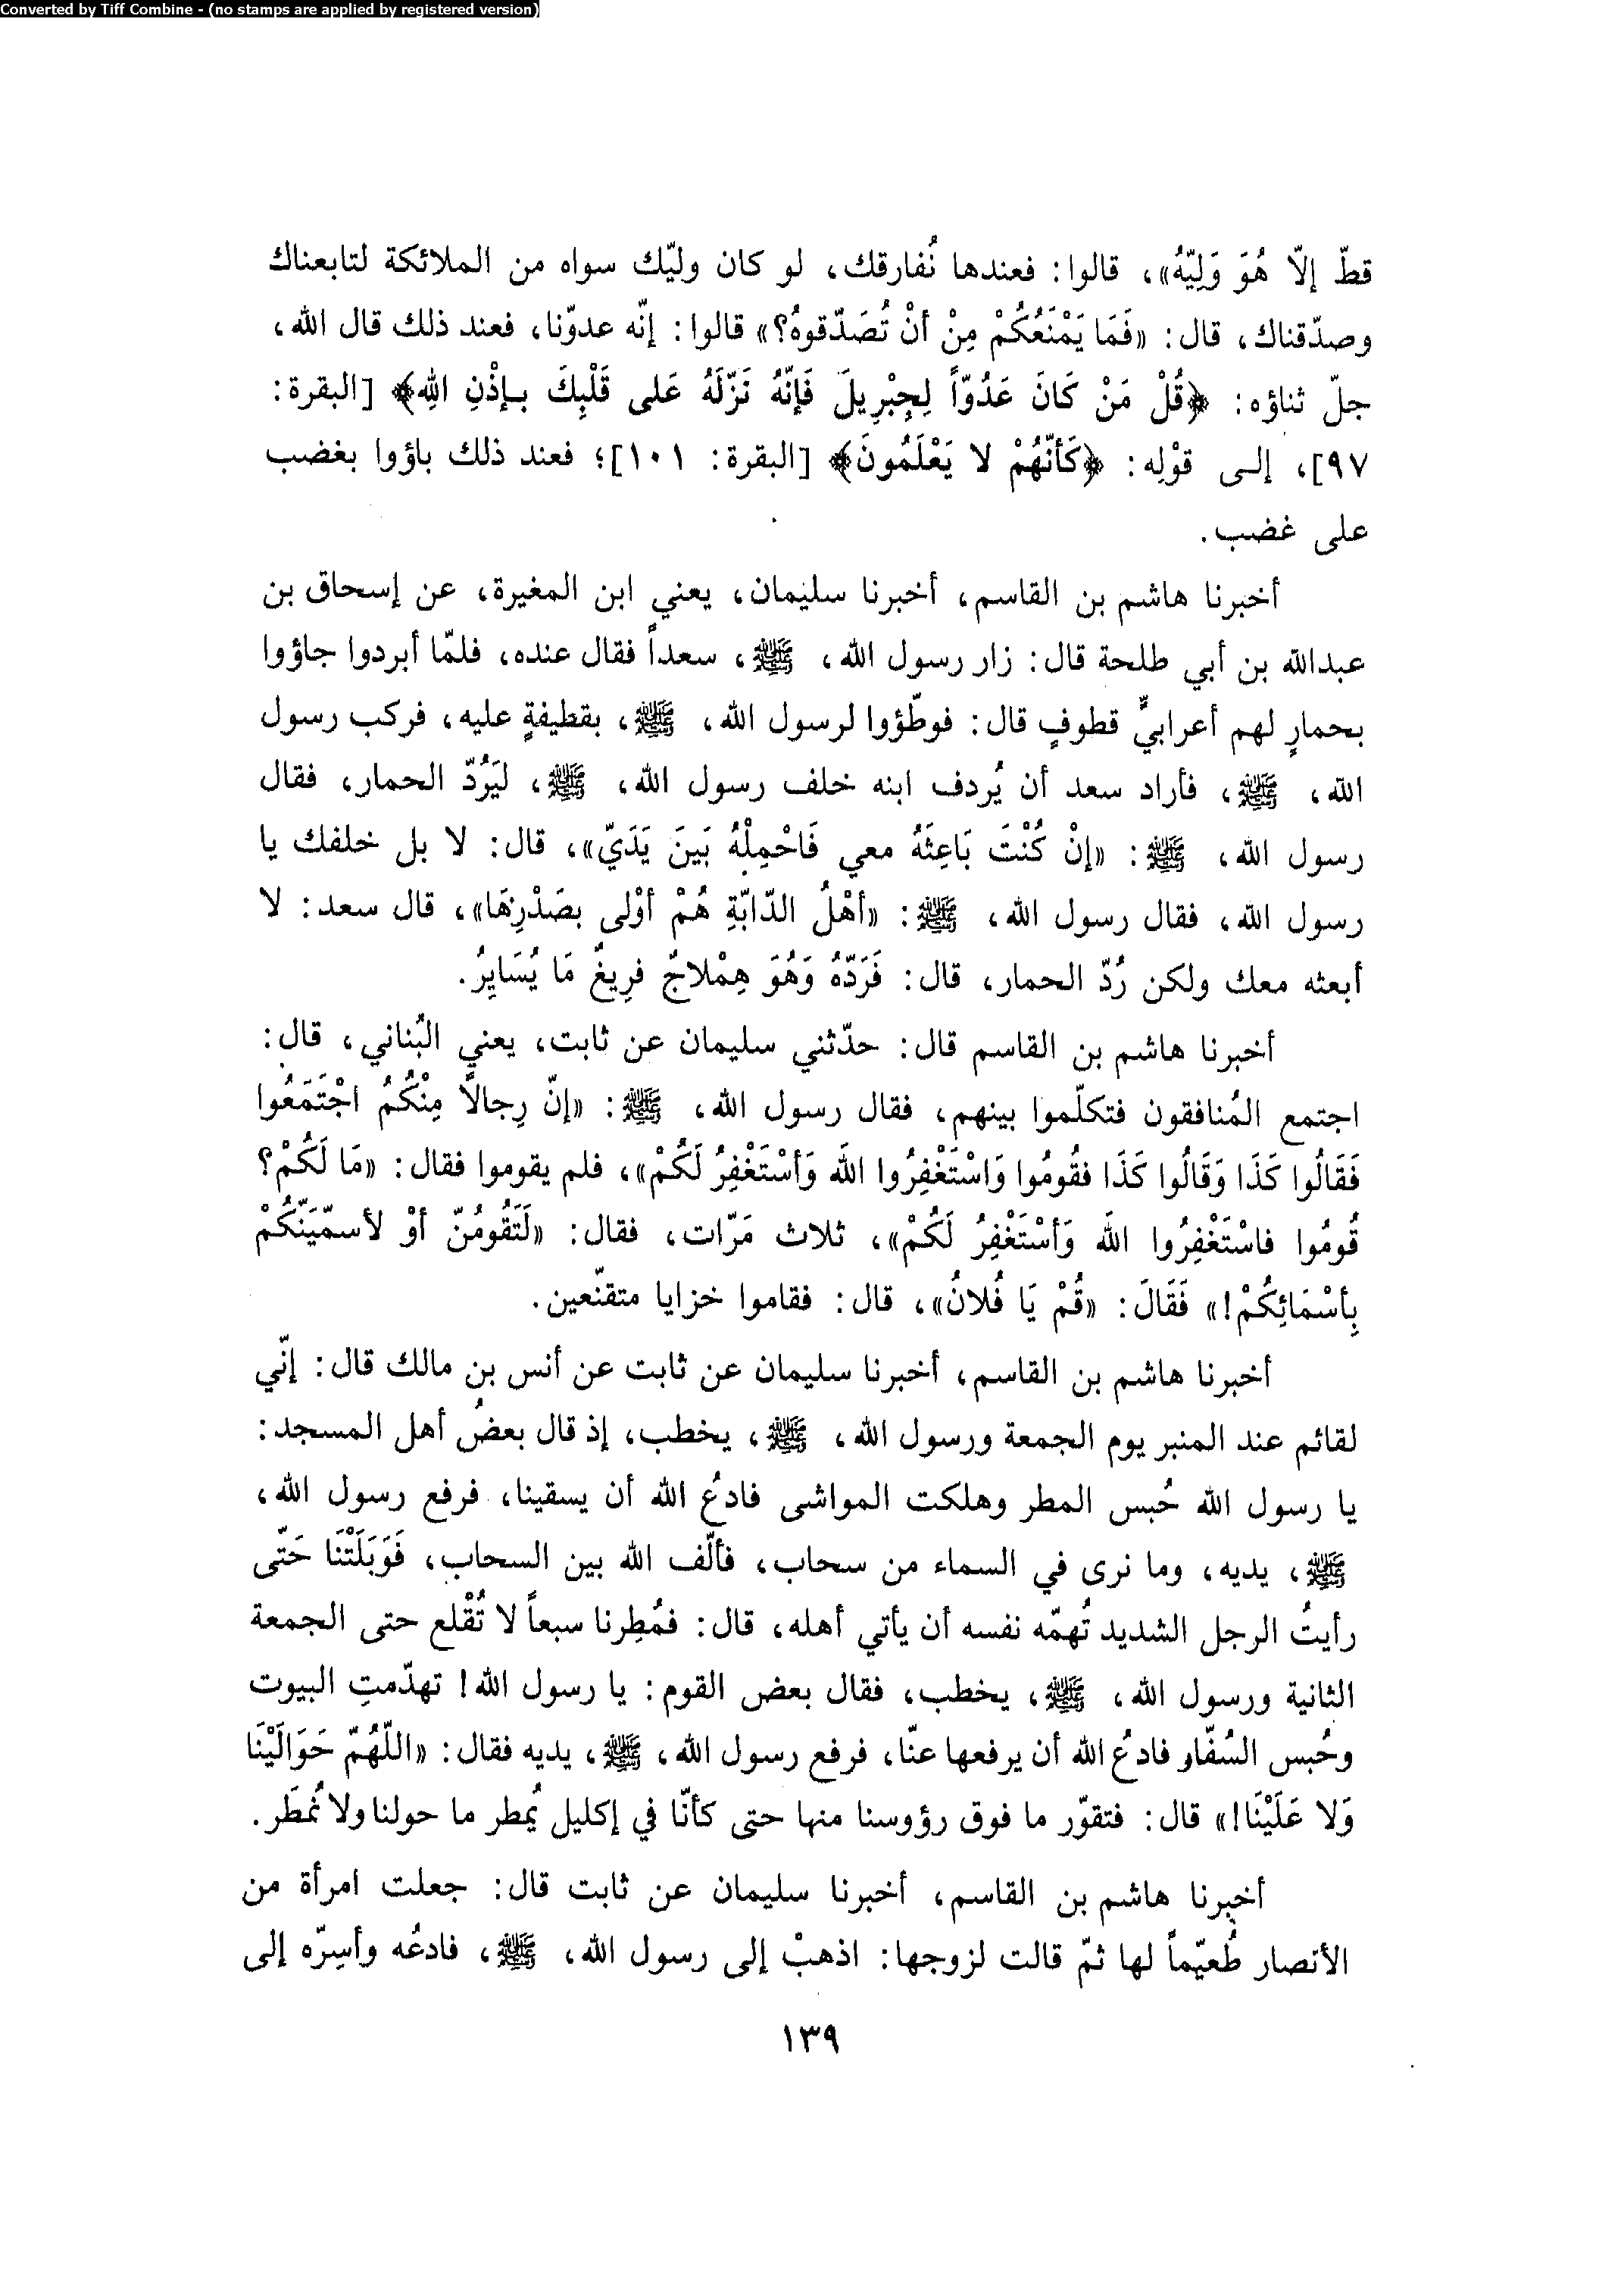 Converted by Tiff Combine - (no stamps are applied by registered version)
قطّ إلّا هُوَ وَلِيّهُ»، قالوا: فعندها نُفارقك، لو كان وليّك سواه من الملائكة لتابعناك
وصدّقناك، قال: «فَمَا يَمْنَعُكُمْ مِنْ أنْ تُصَدّقوهُ؟» قالوا: إنّه عدوّنا، فعند ذلك قال الله،
جلّ ثناؤه: ﴿قُلْ مَنْ كَانَ عَدُوّاً لِجِبْرِيلَ فَإنّهُ نَزّلَهُ عَلى قَلْبِكَ بـإذْنِ اللهِ﴾ [البقرة:
٩٧]، إلـى قوْلِه: ﴿كَأنّهُمْ لا يَعْلَمُونَ﴾ [البقرة: ١٠١]؛ فعند ذلك باؤوا بغضب
على غضب.
أخبرنا هاشم بن القاسم، أخبرنا سليمان، يعني ابن المغيرة، عن إسحاق بن
عبدالله بن أبي طلحة قال: زار رسول الله، ﷺ، سعداً فقال عنده، فلمّا أبردوا جاؤوا
بحمارٍ لهم أعرابيٍّ قطوفٍ قال: فوطّؤوا لرسول الله، ﷺ، بقطيفةٍ عليه، فركب رسول
الله، ﷺ، فأراد سعد أن يُردف ابنه خلف رسول الله، ﷺ، ليَرُدّ الحمار، فقال
رسول الله، ﷺ: «إنْ كُنْتَ بَاعِثَهُ معي فَاحْمِلْهُ بَينَ يَدَيّ»، قال: لا بل خلفك يا
رسول الله، فقال رسول الله، ﷺ: «أهْلُ الدّابّةِ هُمْ أوْلى بصَدْرِهَا»، قال سعد: لا
أبعثه معك ولكن رُدّ الحمار، قال: فَرَدّهُ وَهُوَ هِمْلاجٌ فرِيغٌ مَا يُسَايِرُ.
أخبرنا هاشم بن القاسم قال: حدّثني سليمان عن ثابت، يعني البُناني، قال:
اجتمع المُنافقون فتكلّموا بينهم، فقال رسول الله، ﷺ: «إنّ رِجالاً مِنْكُمُ اجْتَمَعُوا
فَقَالُوا كَذَا وَقَالُوا كَذَا فقُومُوا وَاسْتَغْفِرُوا اللهَ وَأسْتَغْفِرُ لَكُمْ»، فلم يقوموا فقال: «مَا لَكُمْ؟
قُومُوا فاسْتَغْفِرُوا اللهَ وَأسْتَغْفِرُ لَكُمْ»، ثلاث مَرّات، فقال: «لَتَقُومُنّ أوْ لأسمّيَنّكُمْ
بِأسْمَائِكُمْ!» فَقَالَ: «قُمْ يَا فُلانُ»، قال: فقاموا خزايا متقنّعين.
أخبرنا هاشم بن القاسم، أخبرنا سليمان عن ثابت عن أنس بن مالك قال: إنّي
لقائم عند المنبر يوم الجمعة ورسول الله، ﷺ، يخطب، إذ قال بعضُ أهل المسجد:
يا رسول الله حُبس المطر وهلكت المواشى فادعُ الله أن يسقينا، فرفع رسول الله،
ﷺ، يديه، وما نرى في السماء من سحاب، فألّف الله بين السحاب، فَوَبَلَتْنَا حَتّى
رأيتُ الرجل الشديد تُهمّه نفسه أن يأتي أهله، قال: فمُطِرنا سبعاً لا تُقْلع حتى الجمعة
الثانية ورسول الله، ﷺ، يخطب، فقال بعض القوم: يا رسول الله! تهدّمتِ البيوت
وحُبس السُفّار فادعُ الله أن يرفعها عنّا، فرفع رسول الله، ﷺ، يديه فقال: «اللّهُمّ حَوَالَيْنَا
وَلا عَلَيْنَا!» قال: فتقوّر ما فوق رؤوسنا منها حتى كأنّا في إكليل يُمطر ما حولنا ولا نُمطَر.
أخبرنا هاشم بن القاسم، أخبرنا سليمان عن ثابت قال: جعلت امرأة من
الأنصار طُعيّماً لها ثمّ قالت لزوجها: اذهبْ إلى رسول الله، ﷺ، فادعُه وأسِرّه إلى
١٣٩